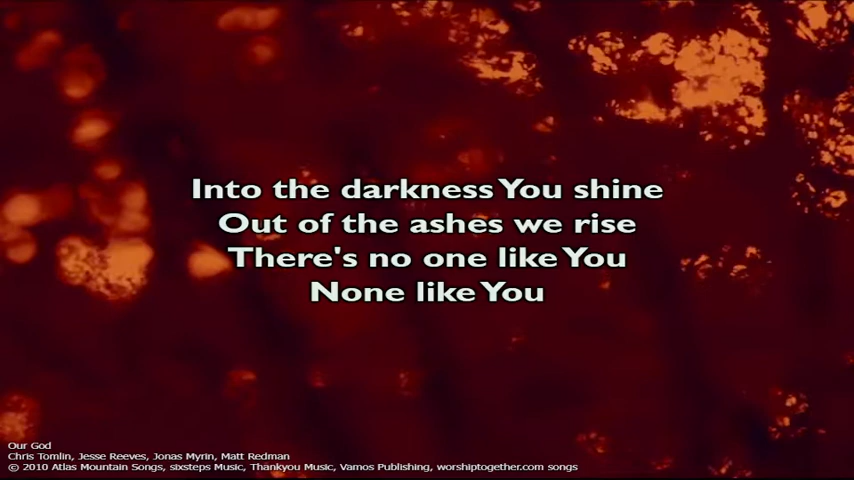 Into the darkness You shine
Out of the ashes we rise
There's no one like You
None like You
Our God
Chris Tomlin, Jesse Reeves, Jonas Myrin, Matt Redman
© 2010 Atlas Mountain Songs, sixsteps Music, Thankyou Music, Vamos Publishing, worshiptogether.com songs